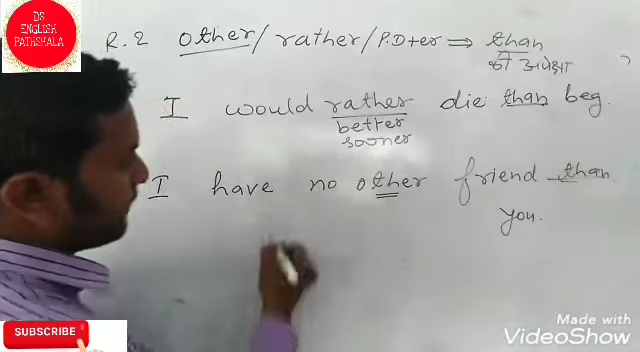 DS
ENGLISH
PATHSHALA
R.2 other / rather / P.D+er ⇒ than
की अपेक्षा
I would rather die than beg.
better
sooner
I have no other friend than
you.
SUBSCRIBE
Made with
VideoShow